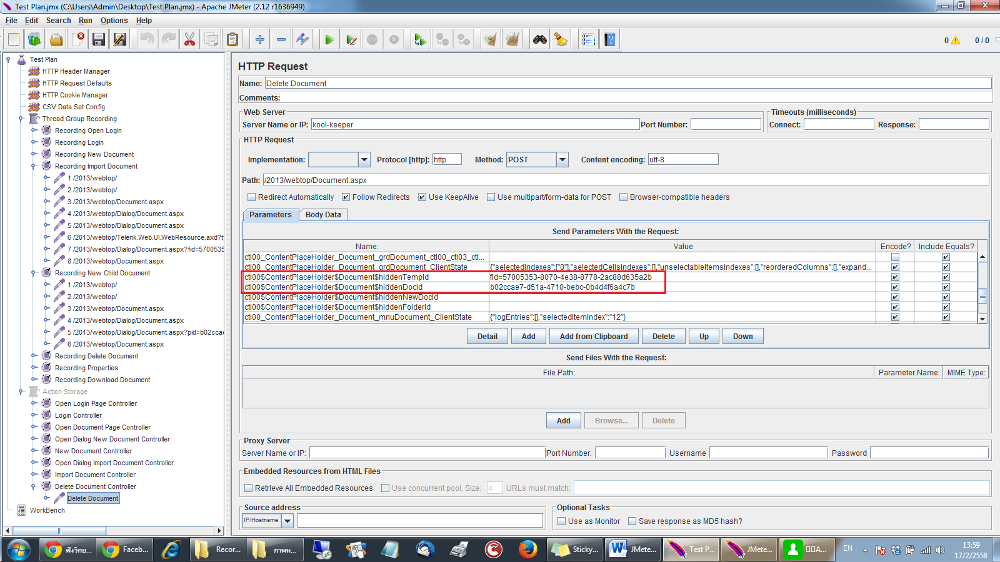 Test Plan.jmx (C:\Users\Admin\Desktop\Test Plan.jmx) - Apache JMeter (2.12 r1636949)
File Edit Search Run Options Help
0 0 / 0
Test Plan
HTTP Header Manager
HTTP Request Defaults
HTTP Cookie Manager
CSV Data Set Config
Thread Group Recording
Recording Open Login
Recording Login
Recording New Document
Recording Import Document
1 /2013/webtop/
2 /2013/webtop/
3 /2013/webtop/Document.aspx
4 /2013/webtop/Dialog/Document.aspx
5 /2013/webtop/Dialog/Document.aspx
6 /2013/webtop/Telerik.Web.UI.WebResource.axd?t
7 /2013/webtop/Dialog/Document.aspx?fid=57005
8 /2013/webtop/Document.aspx
Recording New Child Document
1 /2013/webtop/
2 /2013/webtop/
3 /2013/webtop/Document.aspx
4 /2013/webtop/Dialog/Document.aspx
5 /2013/webtop/Dialog/Document.aspx?pid=b02cca
6 /2013/webtop/Document.aspx
Recording Delete Document
Recording Properties
Recording Download Document
Action Storage
Open Login Page Controller
Login Controller
Open Document Page Controller
Open Dialog New Document Controller
New Document Controller
Open Dialog import Document Controller
Import Document Controller
Delete Document Controller
Delete Document
WorkBench
HTTP Request
Name: Delete Document
Comments:
Web Server
Server Name or IP: kool-keeper Port Number:
Timeouts (milliseconds)
Connect: Response:
HTTP Request
Implementation: Protocol [http]: http Method: POST Content encoding: utf-8
Path: /2013/webtop/Document.aspx
Redirect Automatically Follow Redirects Use KeepAlive Use multipart/form-data for POST Browser-compatible headers
Parameters Body Data
Send Parameters With the Request:
Name: Value Encode? Include Equals?
ctl00_ContentPlaceHolder_Document_grdDocument_ctl00_ctl03_ctl...
ctl00_ContentPlaceHolder_Document_grdDocument_ClientState {"selectedIndexes":["0"],"selectedCellsIndexes":[],"unselectableItemsIndexes":[],"reorderedColumns":[],"expand...
ctl00$ContentPlaceHolder$Document$hiddenTempId fid=57005353-8070-4e38-8778-2ac88d635a2b
ctl00$ContentPlaceHolder$Document$hiddenDocId b02ccae7-d51a-4710-bebc-0b4d4f6a4c7b
ctl00$ContentPlaceHolder$Document$hiddenNewDocId
ctl00$ContentPlaceHolder$Document$hiddenFolderId
ctl00_ContentPlaceHolder_Document_mnuDocument_ClientState {"logEntries":[],"selectedItemIndex":"12"}
Detail Add Add from Clipboard Delete Up Down
Send Files With the Request:
File Path: Parameter Name: MIME Type:
Add Browse... Delete
Proxy Server
Server Name or IP: Port Number: Username Password
Embedded Resources from HTML Files
Retrieve All Embedded Resources Use concurrent pool. Size: 4 URLs must match:
Source address
IP/Hostname
Optional Tasks
Use as Monitor Save response as MD5 hash?
ฟังวิทย... Faceb... Recor... ภาพห... Sticky... JMete... Test P... JMete... A... EN 13:59
17/2/2558